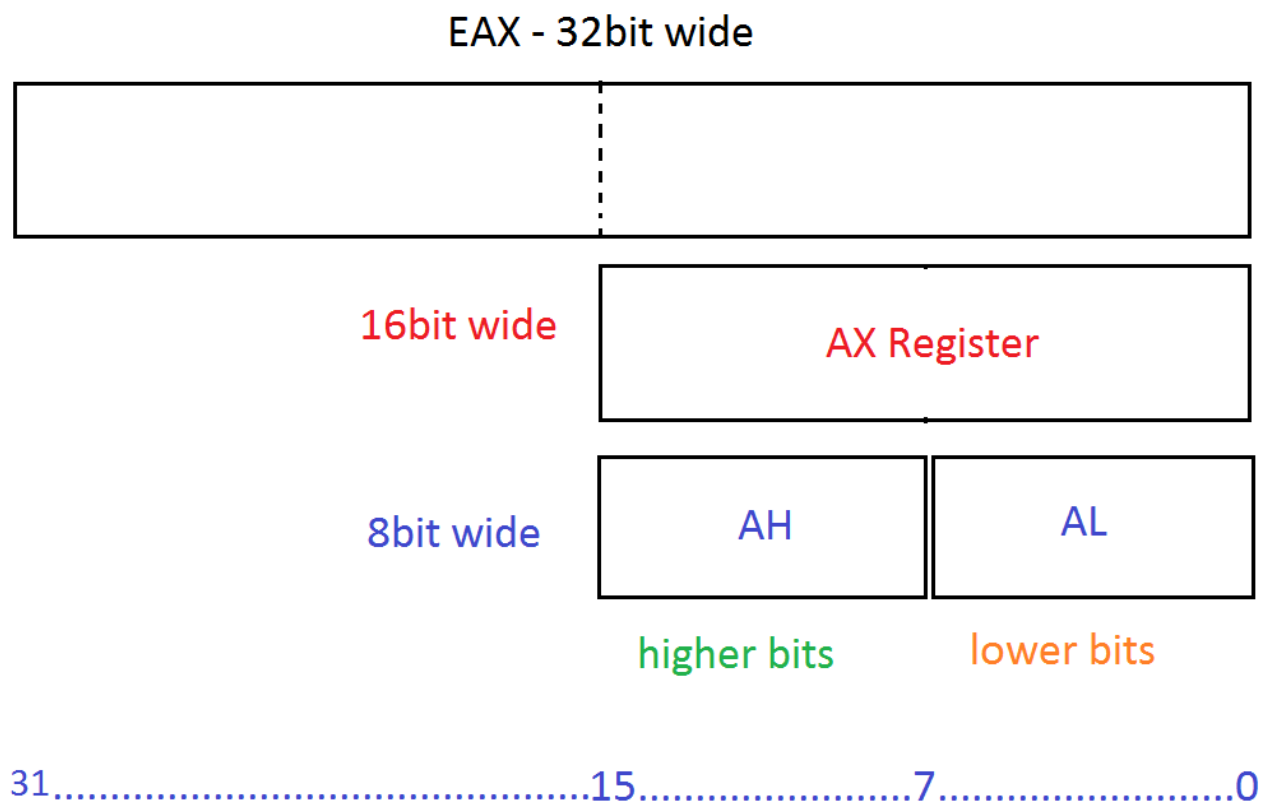 EAX - 32bit wide
16bit wide
AX Register
8bit wide
AH
AL
higher bits
lower bits
31................................................15..........................7..........................0